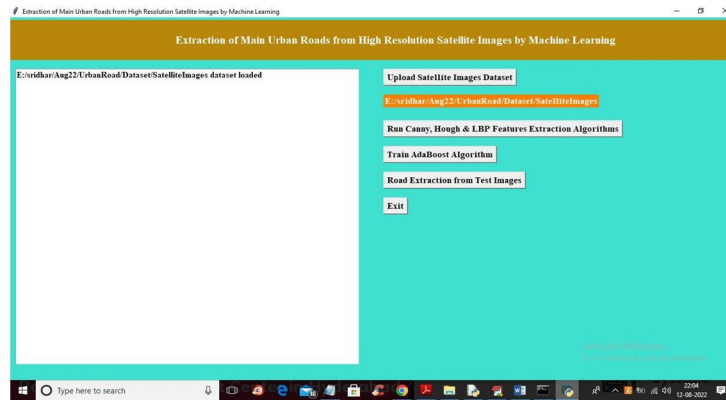 Extraction of Main Urban Roads from High Resolution Satellite Images by Machine Learning
Extraction of Main Urban Roads from High Resolution Satellite Images by Machine Learning
E:/sridhar/Aug22/UrbanRoad/Dataset/SatelliteImages dataset loaded
Upload Satellite Images Dataset
E:/sridhar/Aug22/UrbanRoad/Dataset/SatelliteImages
Run Canny, Hough & LBP Features Extraction Algorithms
Train AdaBoost Algorithm
Road Extraction from Test Images
Exit
Type here to search
22:04
12-08-2022